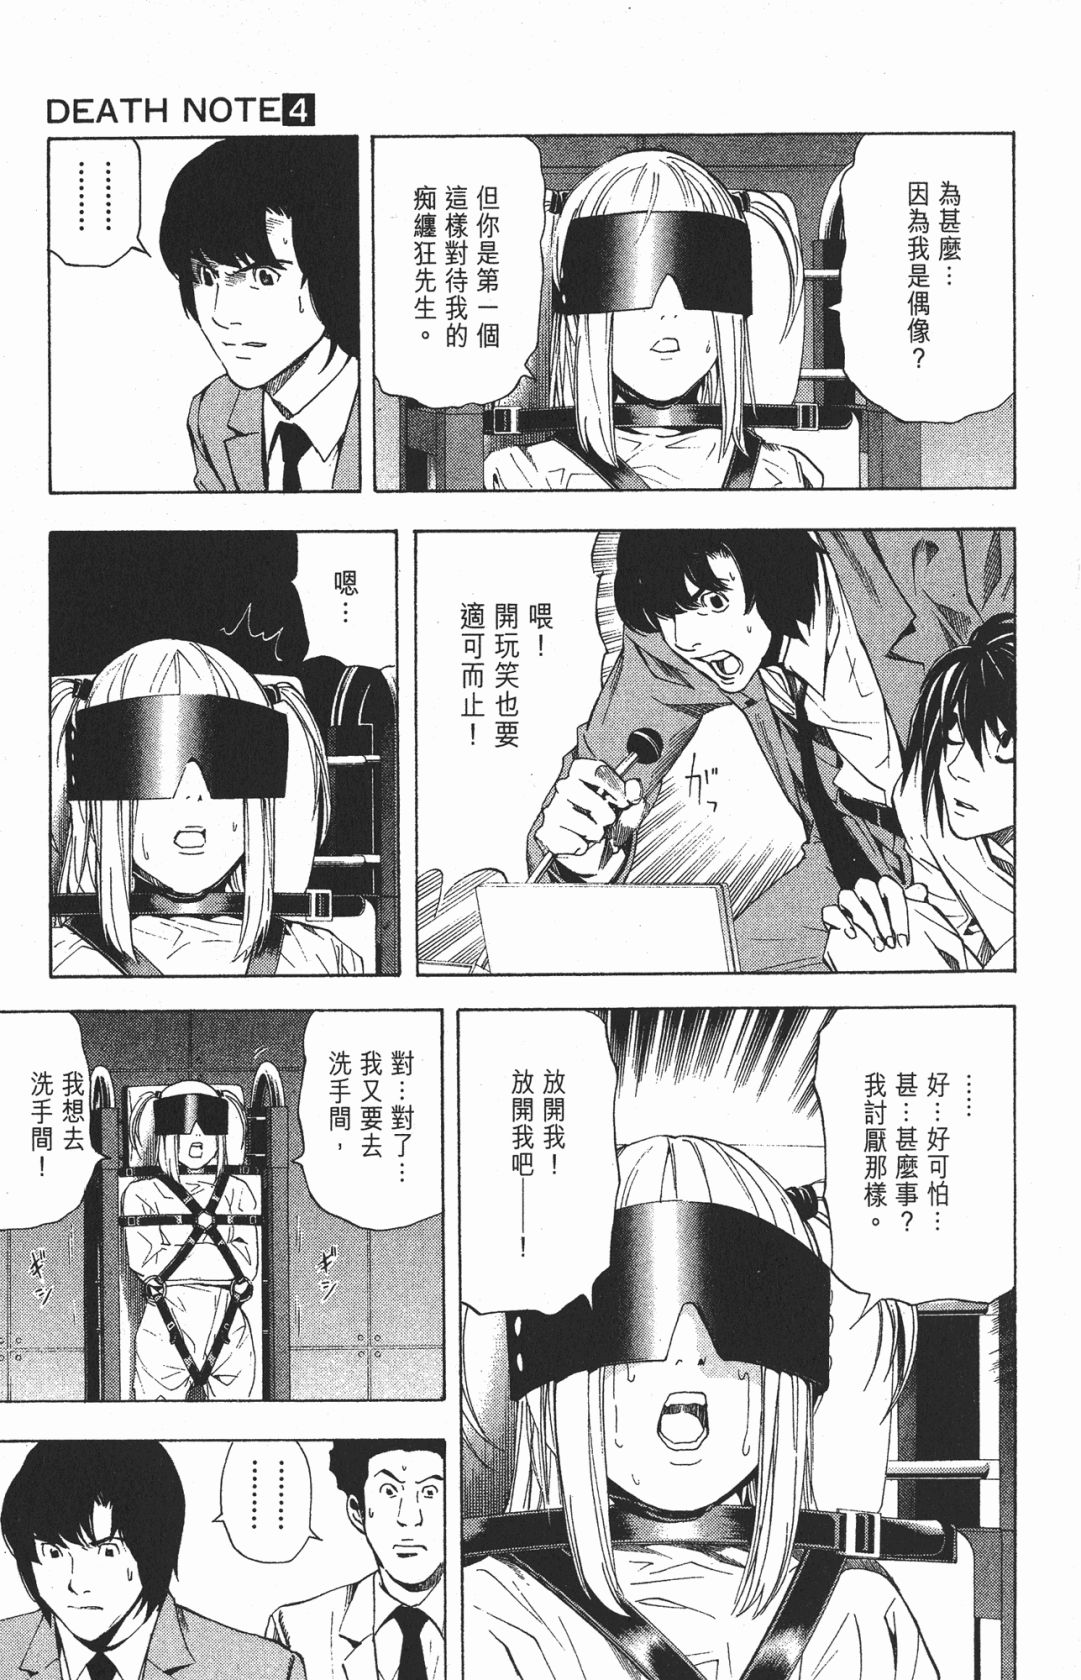 DEATH NOTE 4
為甚麼…
因為我是偶像？
但你是第一個
這樣對待我的
痴纏狂先生。
………
………
喂！
開玩笑也要
適可而止！
ガッ
嗯…
……
好…好可怕…
甚…甚麼事？
我討厭那樣。
放開我！
放開我吧——！
對…對了…
我又要去
洗手間，
我想去
洗手間！
ギシ
ギシ
………
………